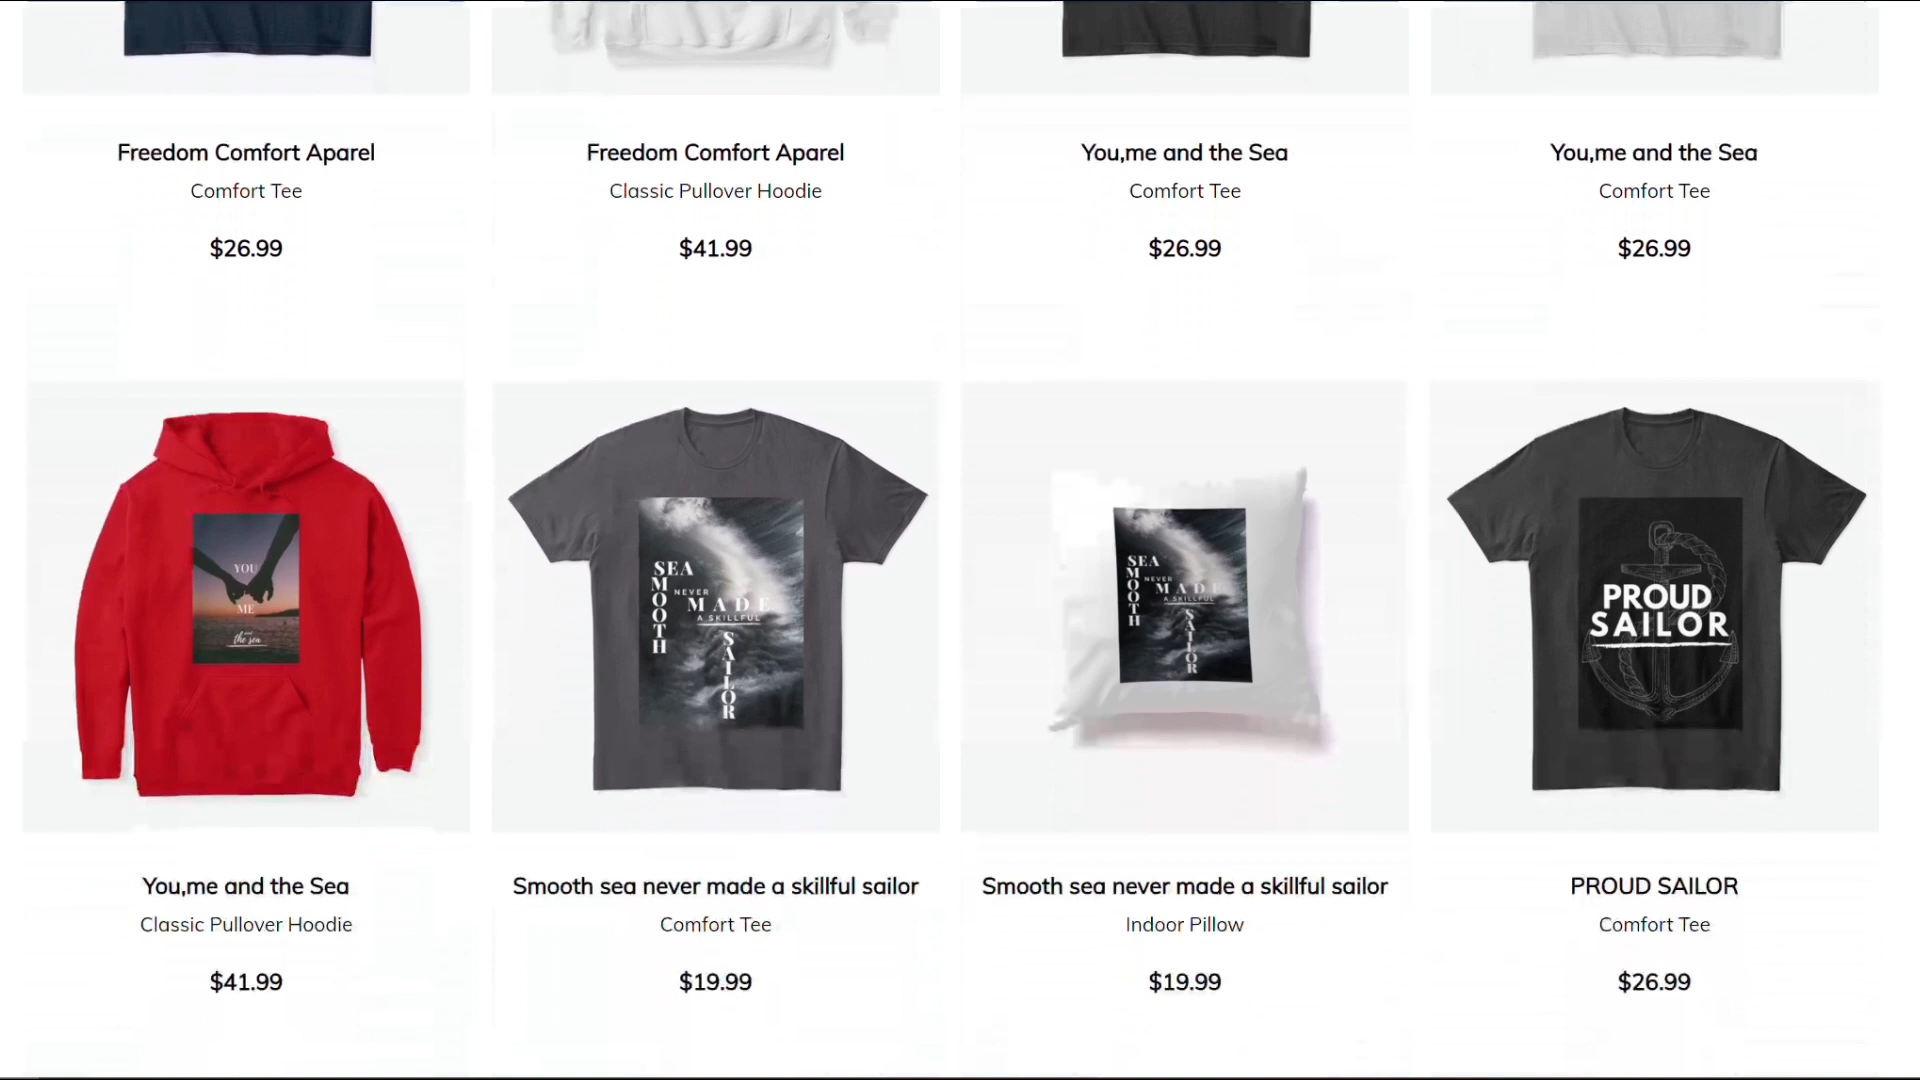 Freedom Comfort Aparel
Comfort Tee
$26.99
Freedom Comfort Aparel
Classic Pullover Hoodie
$41.99
You,me and the Sea
Comfort Tee
$26.99
You,me and the Sea
Comfort Tee
$26.99
YOU
ME
and
the sea
You,me and the Sea
Classic Pullover Hoodie
$41.99
SEA
SMOOTH
NEVER
MADE
A SKILLFUL
SAILOR
Smooth sea never made a skillful sailor
Comfort Tee
$19.99
SEA
SMOOTH
NEVER
MADE
A SKILLFUL
SAILOR
Smooth sea never made a skillful sailor
Indoor Pillow
$19.99
PROUD
SAILOR
PROUD SAILOR
Comfort Tee
$26.99